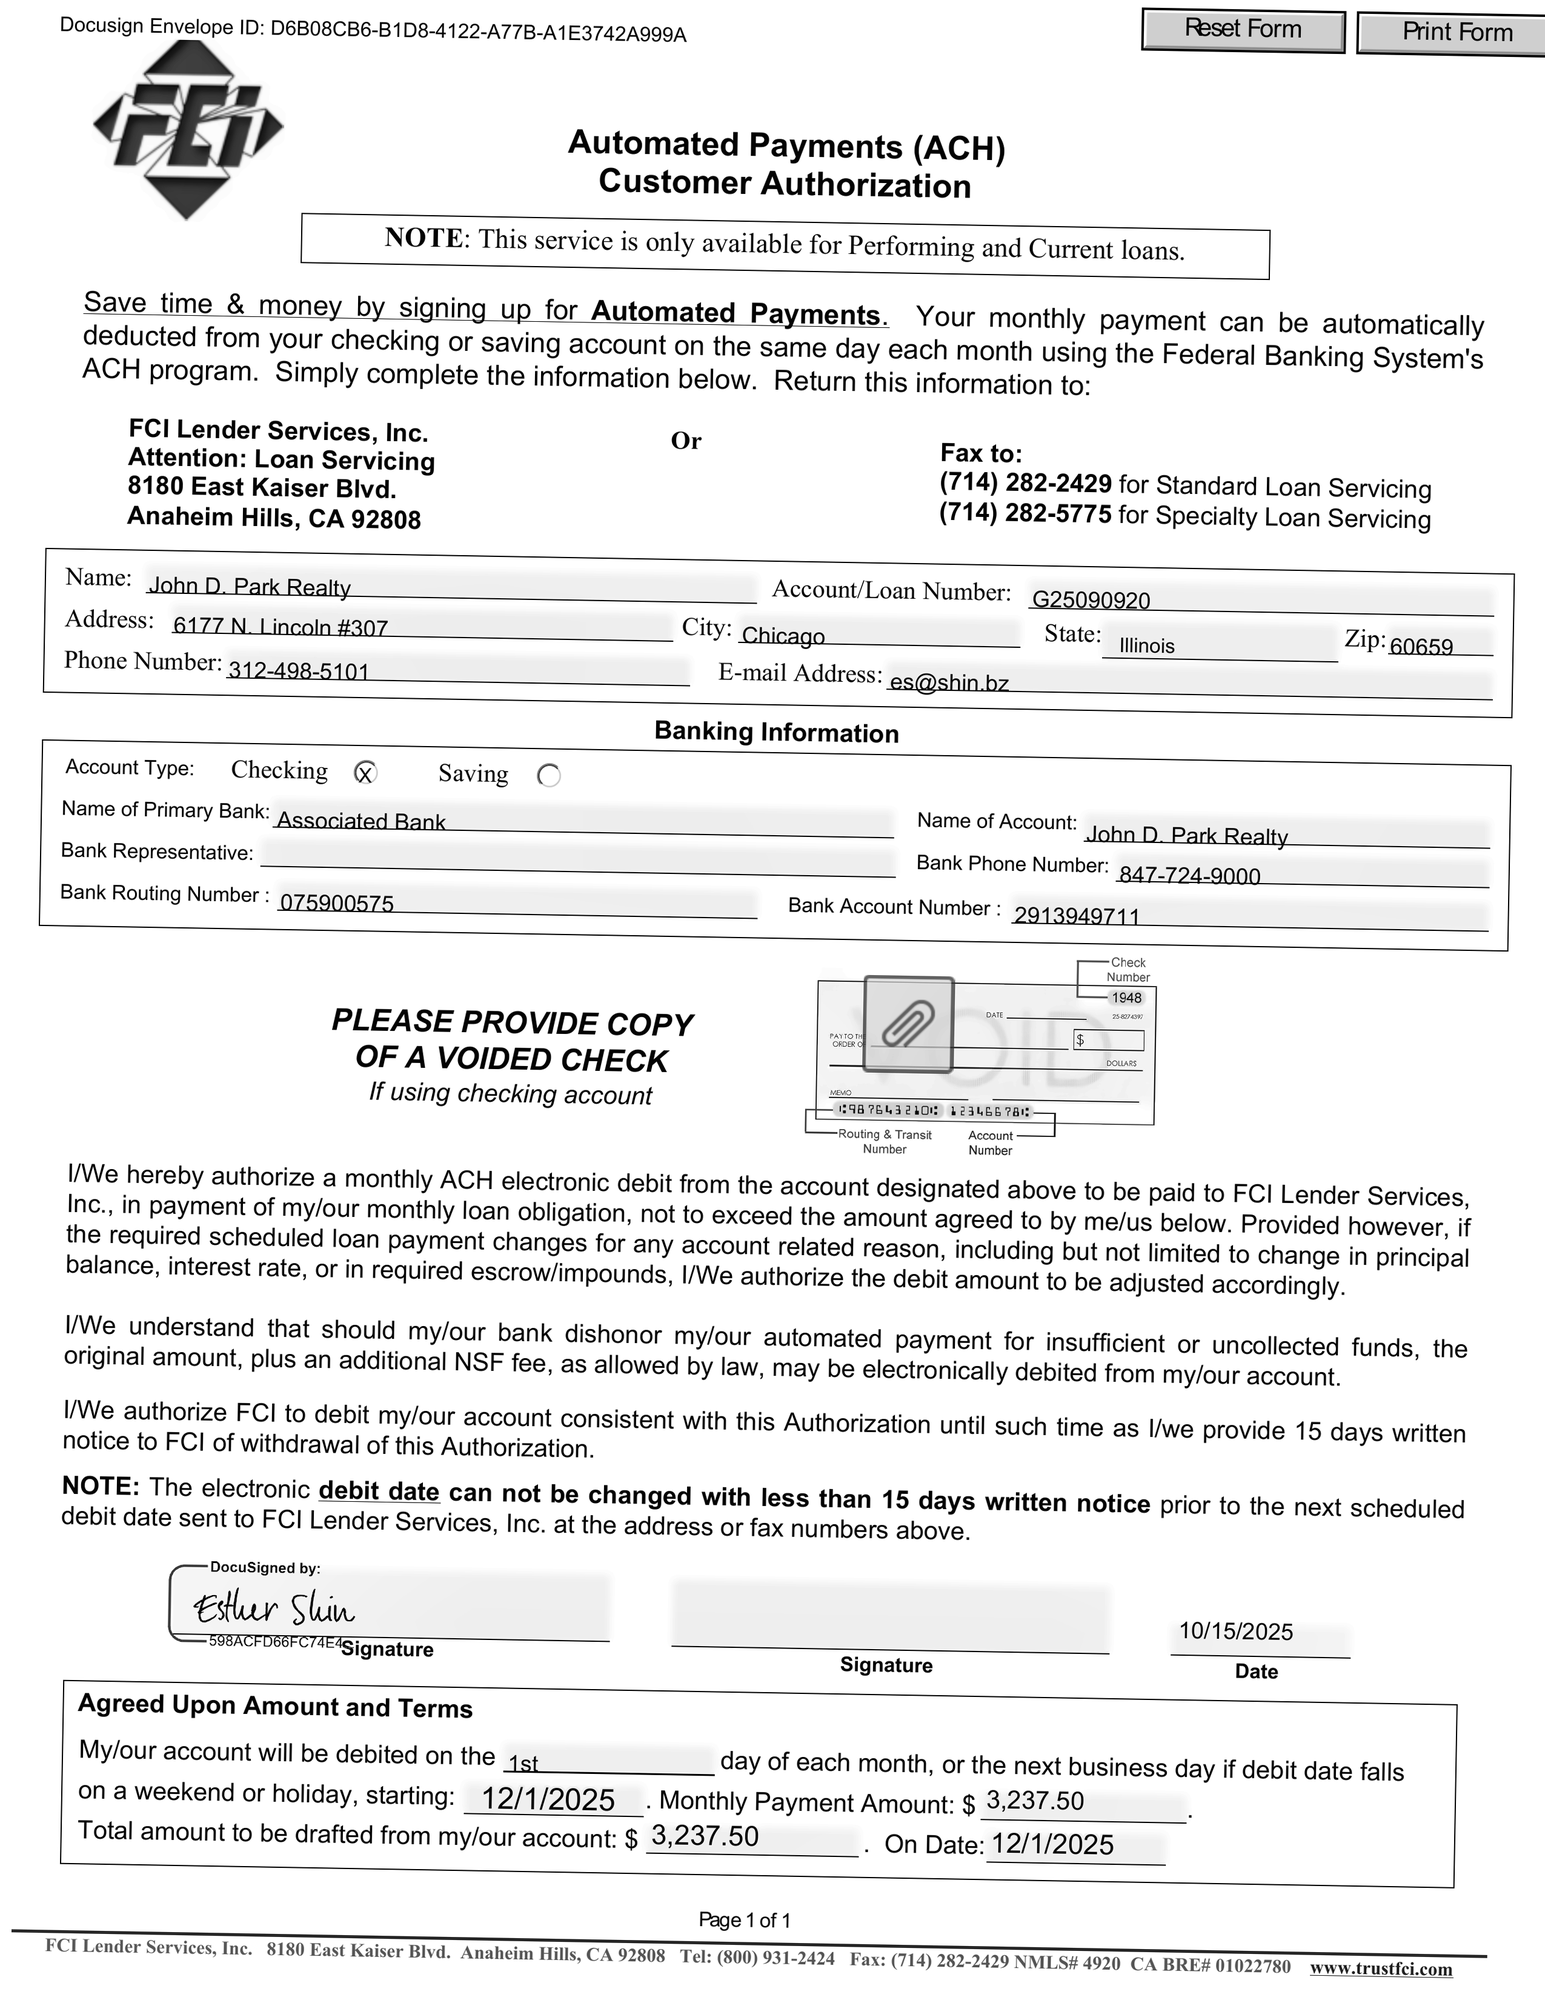 Docusign Envelope ID: D6B08CB6-B1D8-4122-A77B-A1E3742A999A
Reset Form
Print Form
FCI
Automated Payments (ACH)
Customer Authorization
NOTE: This service is only available for Performing and Current loans.
Save time & money by signing up for Automated Payments. Your monthly payment can be automatically
deducted from your checking or saving account on the same day each month using the Federal Banking System's
ACH program. Simply complete the information below. Return this information to:
FCI Lender Services, Inc.
Attention: Loan Servicing
8180 East Kaiser Blvd.
Anaheim Hills, CA 92808
Or
Fax to:
(714) 282-2429 for Standard Loan Servicing
(714) 282-5775 for Specialty Loan Servicing
Name: John D. Park Realty Account/Loan Number: G25090920
Address: 6177 N. Lincoln #307 City: Chicago State: Illinois Zip: 60659
Phone Number: 312-498-5101 E-mail Address: es@shin.bz
Banking Information
Account Type: Checking X Saving
Name of Primary Bank: Associated Bank Name of Account: John D. Park Realty
Bank Representative: Bank Phone Number: 847-724-9000
Bank Routing Number : 075900575 Bank Account Number : 2913949711
PLEASE PROVIDE COPY
OF A VOIDED CHECK
If using checking account
Check
Number
1948
DATE
PAY TO TH
ORDER O
$
DOLLARS
VOID
MEMO
Routing & Transit
Number
Account
Number
I/We hereby authorize a monthly ACH electronic debit from the account designated above to be paid to FCI Lender Services,
Inc., in payment of my/our monthly loan obligation, not to exceed the amount agreed to by me/us below. Provided however, if
the required scheduled loan payment changes for any account related reason, including but not limited to change in principal
balance, interest rate, or in required escrow/impounds, I/We authorize the debit amount to be adjusted accordingly.
I/We understand that should my/our bank dishonor my/our automated payment for insufficient or uncollected funds, the
original amount, plus an additional NSF fee, as allowed by law, may be electronically debited from my/our account.
I/We authorize FCI to debit my/our account consistent with this Authorization until such time as I/we provide 15 days written
notice to FCI of withdrawal of this Authorization.
NOTE: The electronic debit date can not be changed with less than 15 days written notice prior to the next scheduled
debit date sent to FCI Lender Services, Inc. at the address or fax numbers above.
DocuSigned by:
Esther Shin
598ACFD66FC74E4
Signature
Signature
10/15/2025
Date
Agreed Upon Amount and Terms
My/our account will be debited on the 1st day of each month, or the next business day if debit date falls
on a weekend or holiday, starting: 12/1/2025 . Monthly Payment Amount: $ 3,237.50 .
Total amount to be drafted from my/our account: $ 3,237.50 . On Date: 12/1/2025
Page 1 of 1
FCI Lender Services, Inc. 8180 East Kaiser Blvd. Anaheim Hills, CA 92808 Tel: (800) 931-2424 Fax: (714) 282-2429 NMLS# 4920 CA BRE# 01022780 www.trustfci.com